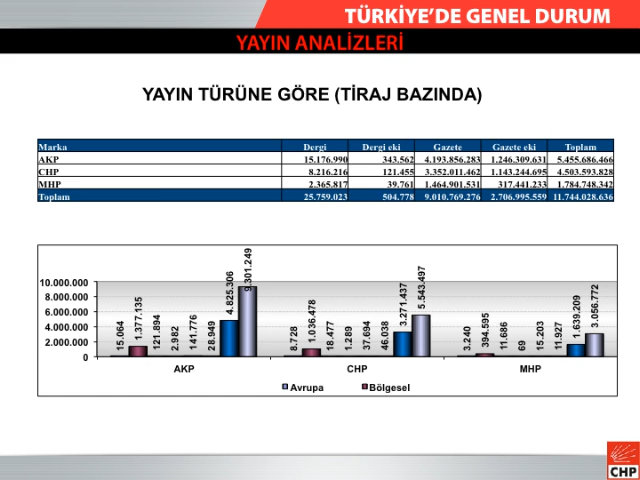 TÜRKİYE'DE GENEL DURUM
YAYIN ANALİZLERİ
YAYIN TÜRÜNE GÖRE (TİRAJ BAZINDA)
Marka Dergi Dergi eki Gazete Gazete eki Toplam
AKP 15.176.990 343.562 4.193.856.283 1.246.309.631 5.455.686.466
CHP 8.216.216 121.455 3.352.011.462 1.143.244.695 4.503.593.828
MHP 2.365.817 39.761 1.464.901.531 317.441.233 1.784.748.342
Toplam 25.759.023 504.778 9.010.769.276 2.706.995.559 11.744.028.636
10.000.000
8.000.000
6.000.000
4.000.000
2.000.000
0
15.064 1.377.135 121.894 2.982 141.776 28.949 4.825.306 9.301.249
8.728 1.036.478 18.477 1.289 37.694 46.038 3.271.437 5.543.497
3.240 394.595 11.686 69 15.203 11.927 1.639.209 3.056.772
AKP CHP MHP
Avrupa Bölgesel
CHP